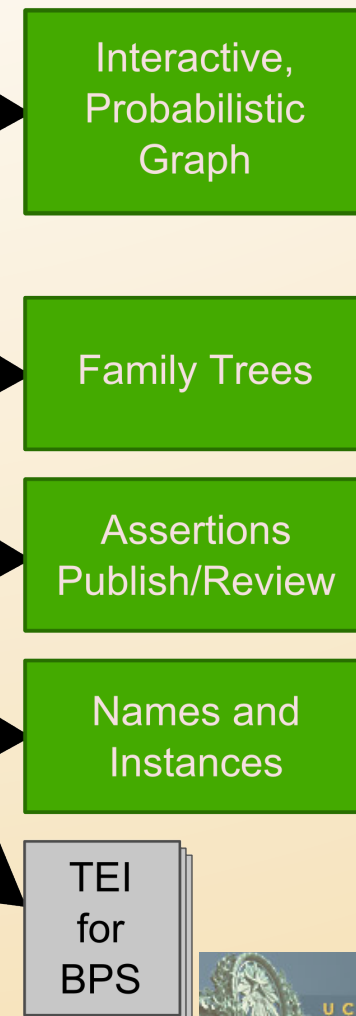 Interactive,
Probabilistic
Graph
Family Trees
Assertions
Publish/Review
Names and
Instances
TEI
for
BPS
U C